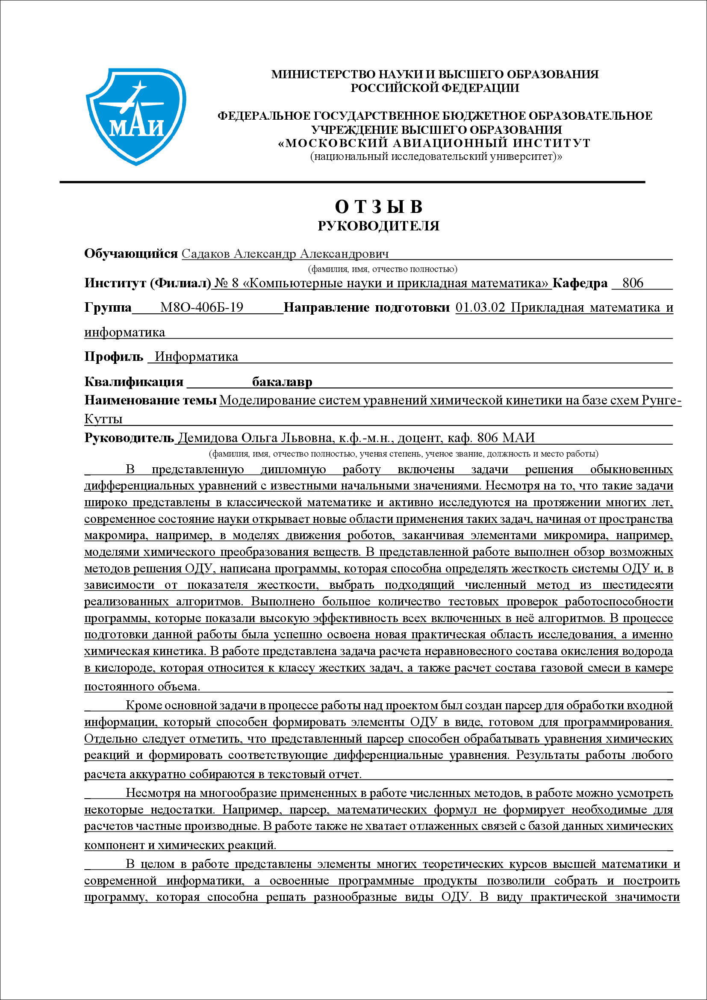 МАИ
МИНИСТЕРСТВО НАУКИ И ВЫСШЕГО ОБРАЗОВАНИЯ
РОССИЙСКОЙ ФЕДЕРАЦИИ
ФЕДЕРАЛЬНОЕ ГОСУДАРСТВЕННОЕ БЮДЖЕТНОЕ ОБРАЗОВАТЕЛЬНОЕ
УЧРЕЖДЕНИЕ ВЫСШЕГО ОБРАЗОВАНИЯ
«МОСКОВСКИЙ АВИАЦИОННЫЙ ИНСТИТУТ
(национальный исследовательский университет)»
О Т З Ы В
РУКОВОДИТЕЛЯ
Обучающийся Садаков Александр Александрович
(фамилия, имя, отчество полностью)
Институт (Филиал) № 8 «Компьютерные науки и прикладная математика» Кафедра 806
Группа М8О-406Б-19 Направление подготовки 01.03.02 Прикладная математика и
информатика
Профиль Информатика
Квалификация бакалавр
Наименование темы Моделирование систем уравнений химической кинетики на базе схем Рунге-
Кутты
Руководитель Демидова Ольга Львовна, к.ф.-м.н., доцент, каф. 806 МАИ
(фамилия, имя, отчество полностью, ученая степень, ученое звание, должность и место работы)
В представленную дипломную работу включены задачи решения обыкновенных
дифференциальных уравнений с известными начальными значениями. Несмотря на то, что такие задачи
широко представлены в классической математике и активно исследуются на протяжении многих лет,
современное состояние науки открывает новые области применения таких задач, начиная от пространства
макромира, например, в моделях движения роботов, заканчивая элементами микромира, например,
моделями химического преобразования веществ. В представленной работе выполнен обзор возможных
методов решения ОДУ, написана программы, которая способна определять жесткость системы ОДУ и, в
зависимости от показателя жесткости, выбрать подходящий численный метод из шестидесяти
реализованных алгоритмов. Выполнено большое количество тестовых проверок работоспособности
программы, которые показали высокую эффективность всех включенных в неё алгоритмов. В процессе
подготовки данной работы была успешно освоена новая практическая область исследования, а именно
химическая кинетика. В работе представлена задача расчета неравновесного состава окисления водорода
в кислороде, которая относится к классу жестких задач, а также расчет состава газовой смеси в камере
постоянного объема.
Кроме основной задачи в процессе работы над проектом был создан парсер для обработки входной
информации, который способен формировать элементы ОДУ в виде, готовом для программирования.
Отдельно следует отметить, что представленный парсер способен обрабатывать уравнения химических
реакций и формировать соответствующие дифференциальные уравнения. Результаты работы любого
расчета аккуратно собираются в текстовый отчет.
Несмотря на многообразие примененных в работе численных методов, в работе можно усмотреть
некоторые недостатки. Например, парсер, математических формул не формирует необходимые для
расчетов частные производные. В работе также не хватает отлаженных связей с базой данных химических
компонент и химических реакций.
В целом в работе представлены элементы многих теоретических курсов высшей математики и
современной информатики, а освоенные программные продукты позволили собрать и построить
программу, которая способна решать разнообразные виды ОДУ. В виду практической значимости